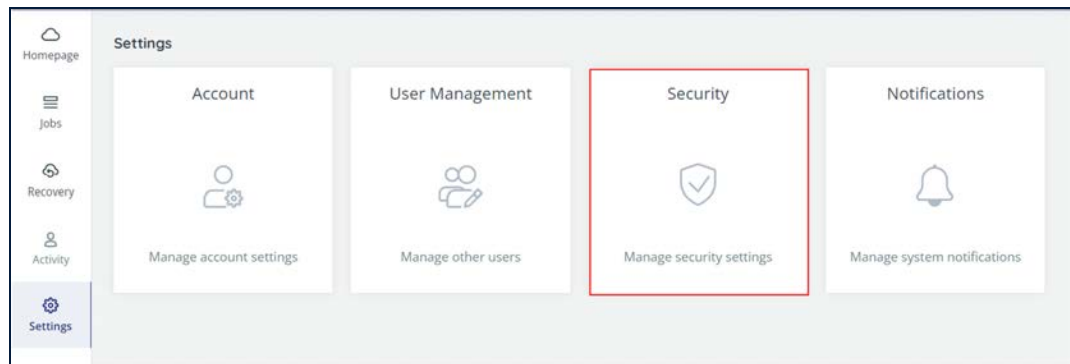 Homepage
Jobs
Recovery
Activity
Settings
Settings
Account
User Management
Security
Notifications
Manage account settings
Manage other users
Manage security settings
Manage system notifications